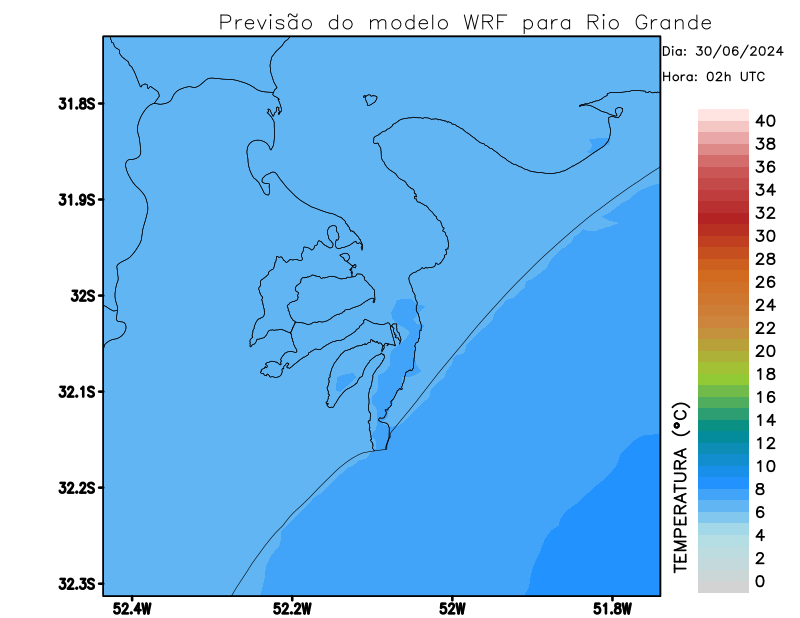 Previsão do modelo WRF para Rio Grande
Dia: 30/06/2024
Hora: 02h UTC
31.8S
31.9S
32S
32.1S
32.2S
32.3S
52.4W
52.2W
52W
51.8W
TEMPERATURA (°C)
40
38
36
34
32
30
28
26
24
22
20
18
16
14
12
10
8
6
4
2
0